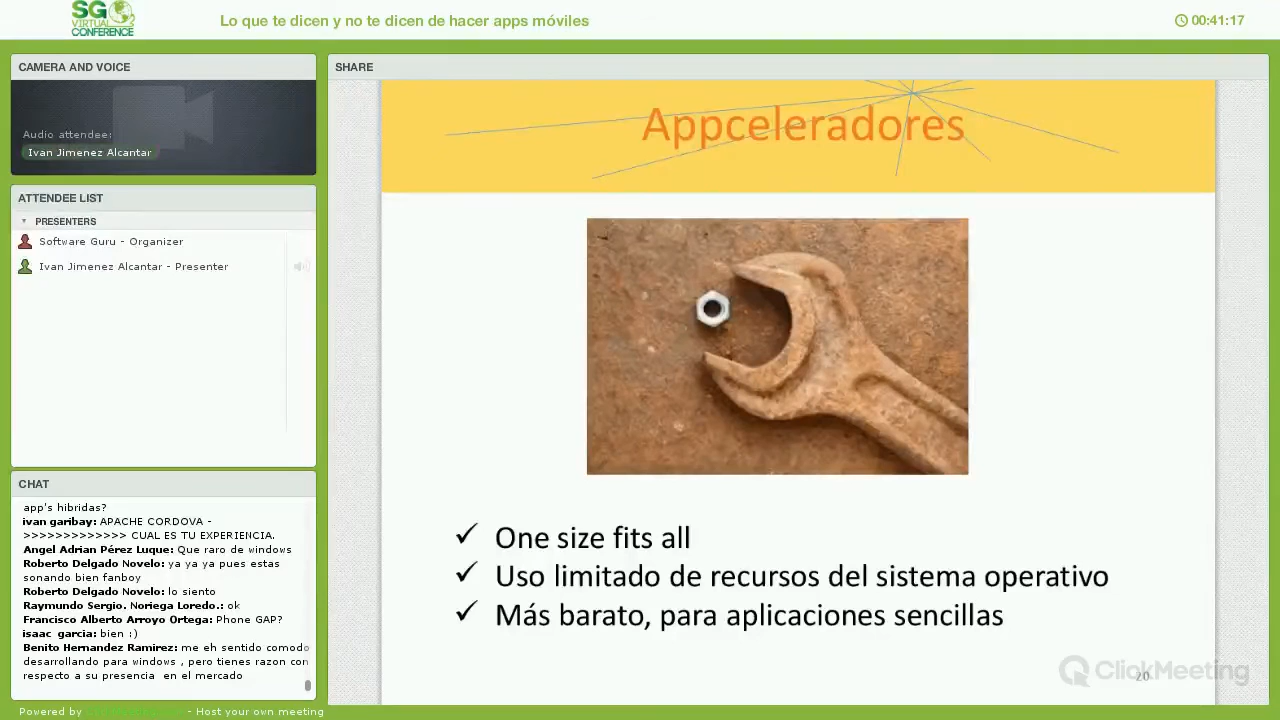 SG
VIRTUAL
CONFERENCE
Lo que te dicen y no te dicen de hacer apps móviles
00:41:17
CAMERA AND VOICE
Audio attendee:
Ivan Jimenez Alcantar
ATTENDEE LIST
PRESENTERS
Software Guru - Organizer
Ivan Jimenez Alcantar - Presenter
CHAT
app's hibridas?
ivan garibay: APACHE CORDOVA -
>>>>>>>>>>>>> CUAL ES TU EXPERIENCIA.
Angel Adrian Pérez Luque: Que raro de windows
Roberto Delgado Novelo: ya ya ya pues estas
sonando bien fanboy
Roberto Delgado Novelo: lo siento
Raymundo Sergio. Noriega Loredo.: ok
Francisco Alberto Arroyo Ortega: Phone GAP?
isaac garcia: bien :)
Benito Hernandez Ramirez: me eh sentido comodo
desarrollando para windows , pero tienes razon con
respecto a su presencia en el mercado
Powered by
- Host your own meeting
SHARE
Appceleradores
✓ One size fits all
✓ Uso limitado de recursos del sistema operativo
✓ Más barato, para aplicaciones sencillas
ClickMeeting
20